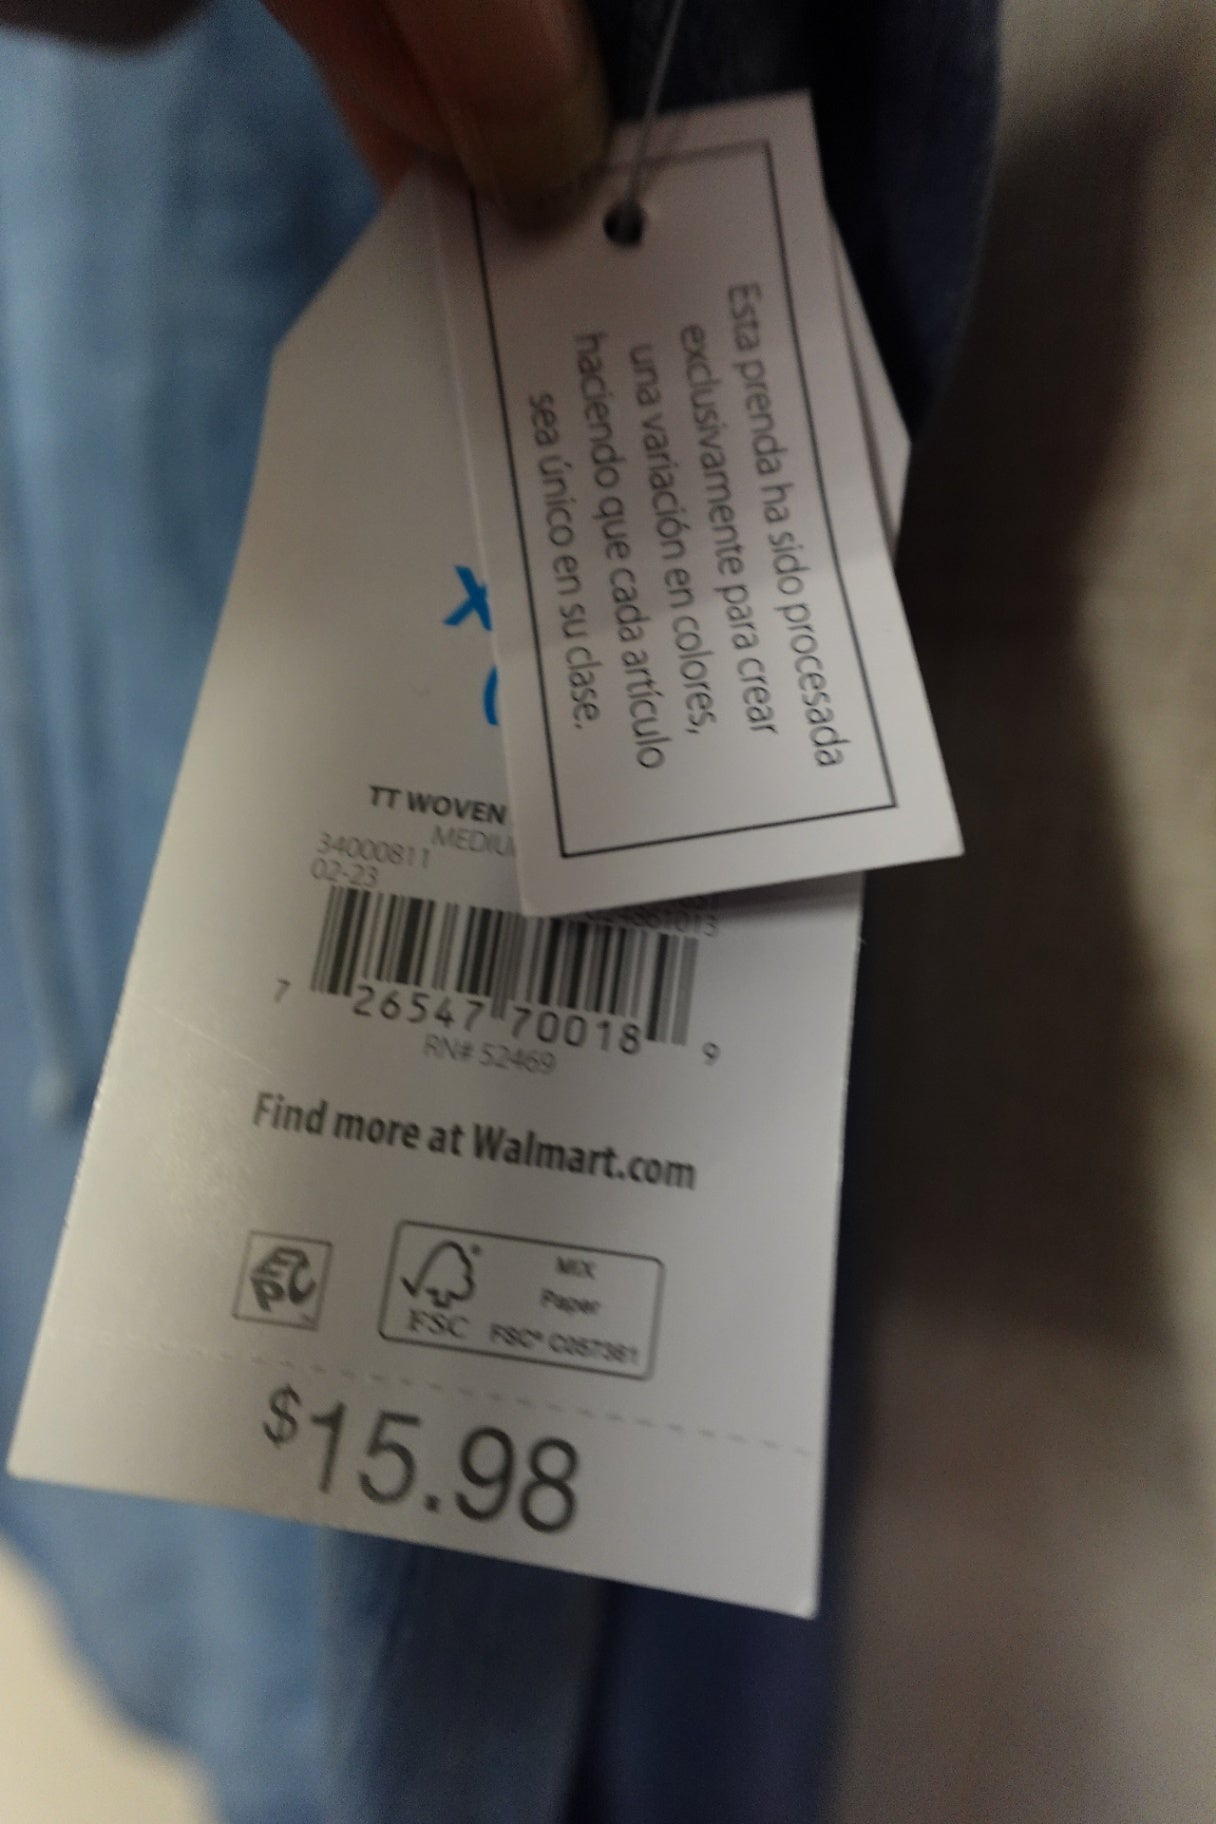 Esta prenda ha sido procesada
exclusivamente para crear
una variación en colores,
haciendo que cada artículo
sea único en su clase.
TT WOVEN
34000811
02-23
7 26547 70018 9
RN# 52469
Find more at Walmart.com
FSC
MIX
Paper
FSC® C057361
$15.98